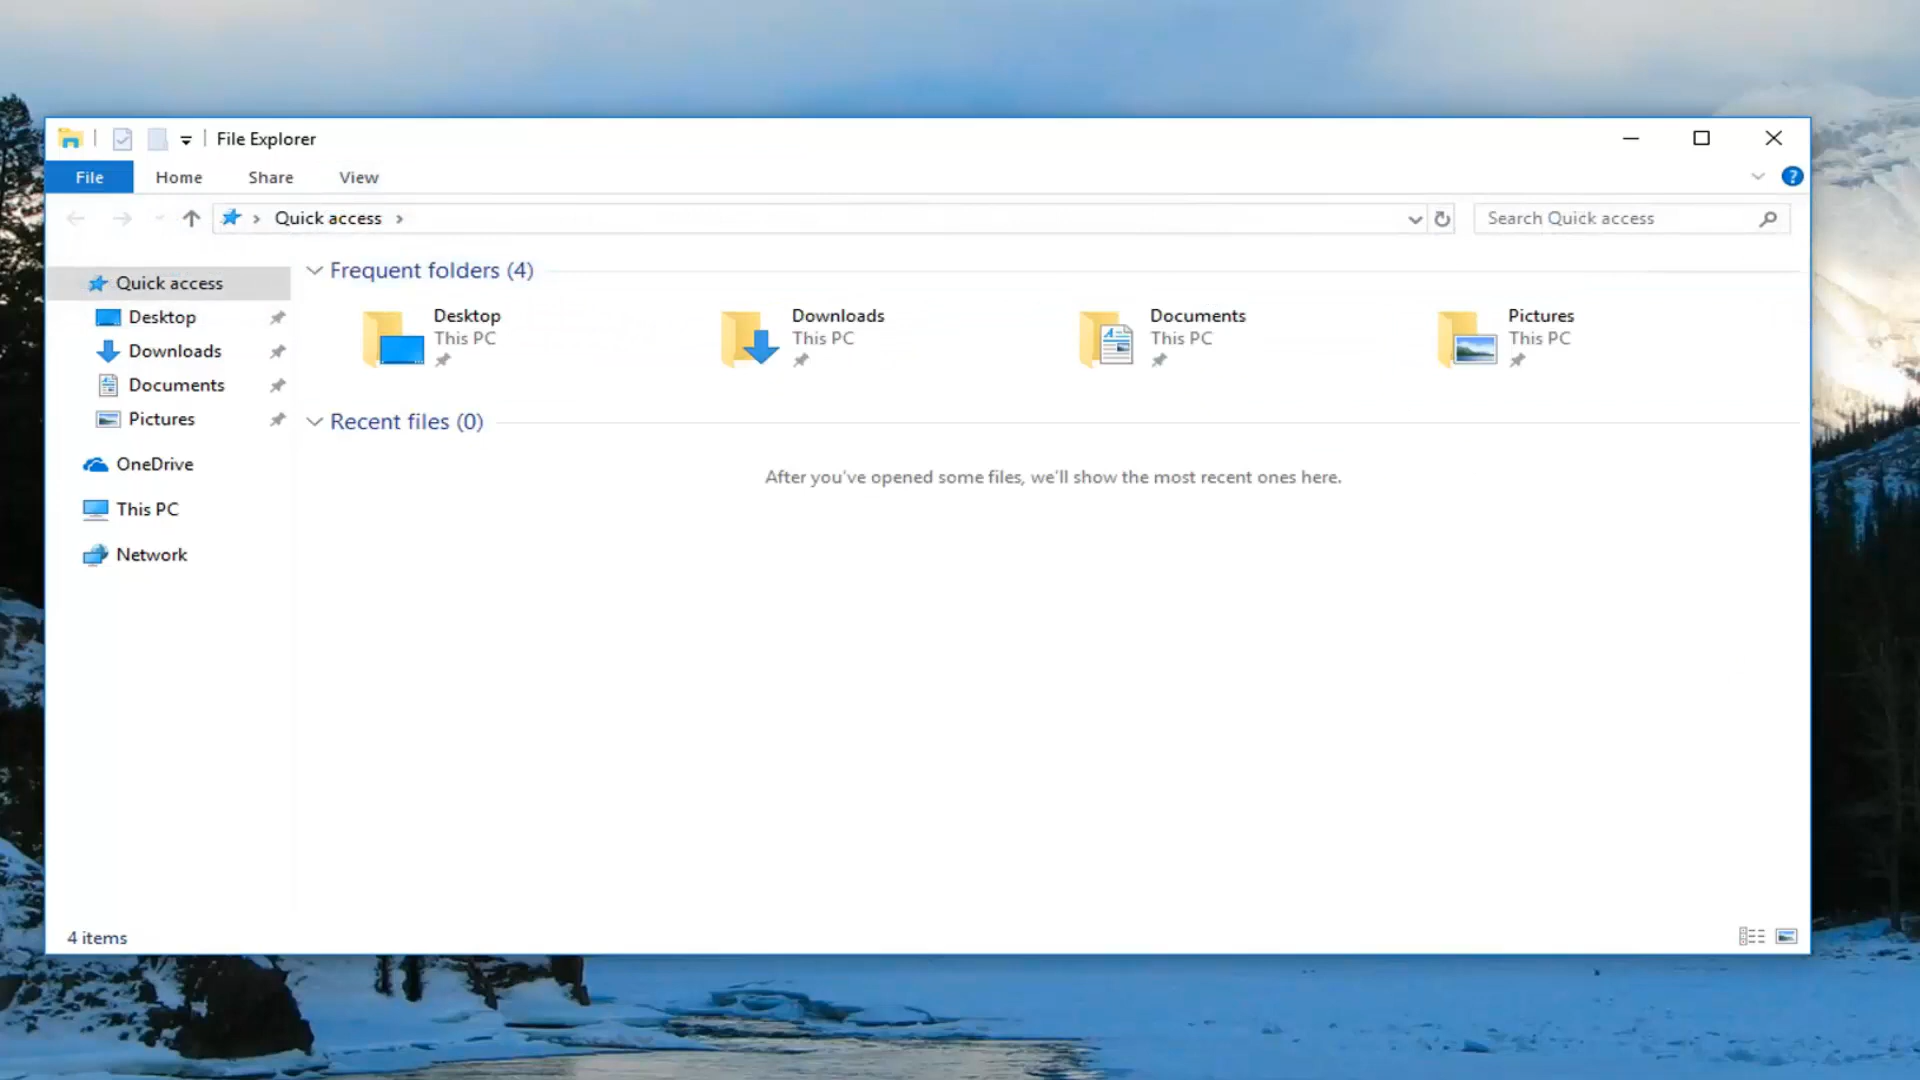 File Explorer
File Home Share View
?
Quick access
Search Quick access
Quick access
Desktop
Downloads
Documents
Pictures
OneDrive
This PC
Network
Frequent folders (4)
Desktop
This PC
Downloads
This PC
Documents
This PC
Pictures
This PC
Recent files (0)
After you've opened some files, we'll show the most recent ones here.
4 items